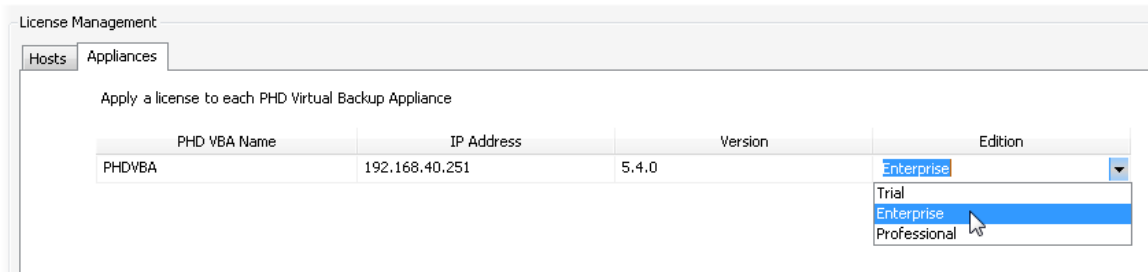 License Management
Hosts Appliances
Apply a license to each PHD Virtual Backup Appliance
PHD VBA Name IP Address Version Edition
PHDVBA 192.168.40.251 5.4.0 Enterprise
Trial
Enterprise
Professional